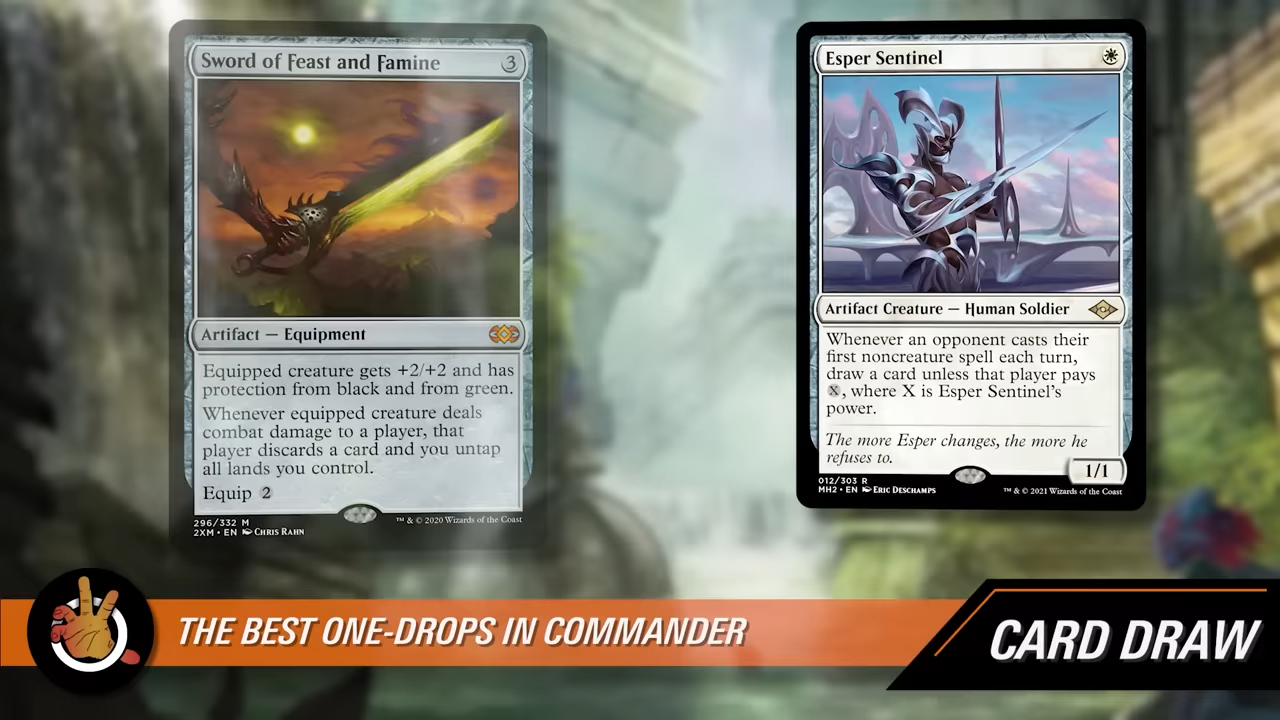 Sword of Feast and Famine 3
Artifact — Equipment
Equipped creature gets +2/+2 and has
protection from black and from green.
Whenever equipped creature deals
combat damage to a player, that
player discards a card and you untap
all lands you control.
Equip 2
296/332 M
2XM • EN Chris Rahn
™ & © 2020 Wizards of the Coast
Esper Sentinel
Artifact Creature — Human Soldier
Whenever an opponent casts their
first noncreature spell each turn,
draw a card unless that player pays
X, where X is Esper Sentinel's
power.
The more Esper changes, the more he
refuses to.
1/1
012/303 R
MH2 • EN Eric Deschamps
™ & © 2021 Wizards of the Coast
THE BEST ONE-DROPS IN COMMANDER
CARD DRAW